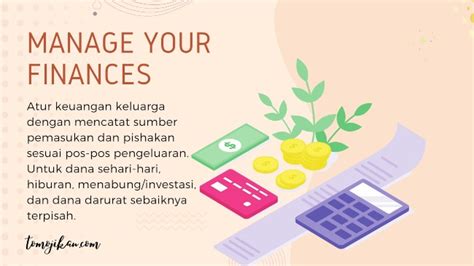 MANAGE YOUR
FINANCES
Atur keuangan keluarga
dengan mencatat sumber
pemasukan dan pishakan
sesuai pos-pos pengeluaran.
Untuk dana sehari-hari,
hiburan, menabung/investasi,
dan dana darurat sebaiknya
terpisah.
tomojikaw.com